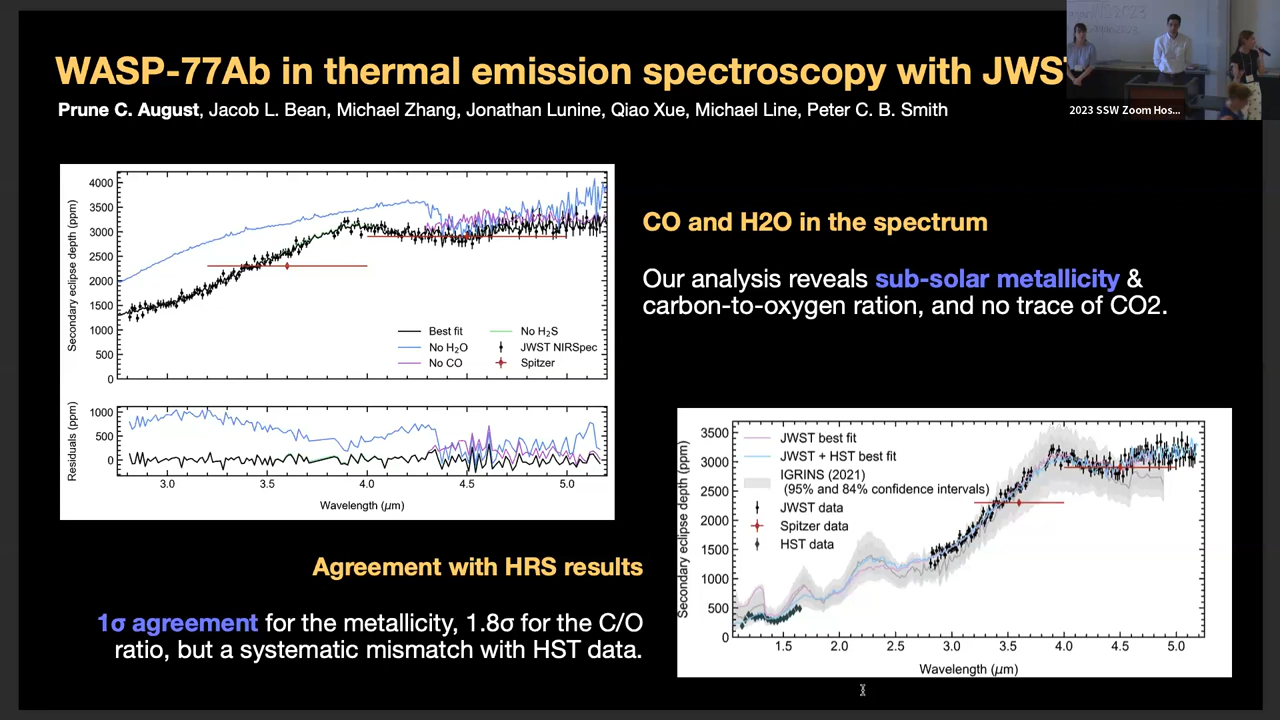 WASP-77Ab in thermal emission spectroscopy with JWS
Prune C. August, Jacob L. Bean, Michael Zhang, Jonathan Lunine, Qiao Xue, Michael Line, Peter C. B. Smith
2023 SSW Zoom Hos...
Secondary eclipse depth (ppm)
4000
3500
3000
2500
2000
1500
1000
500
0
Best fit
No H₂O
No CO
No H₂S
JWST NIRSpec
Spitzer
Residuals (ppm)
1000
500
0
3.0 3.5 4.0 4.5 5.0
Wavelength (μm)
CO and H2O in the spectrum
Our analysis reveals sub-solar metallicity &
carbon-to-oxygen ration, and no trace of CO2.
Agreement with HRS results
1σ agreement for the metallicity, 1.8σ for the C/O
ratio, but a systematic mismatch with HST data.
Secondary eclipse depth (ppm)
3500
3000
2500
2000
1500
1000
500
0
JWST best fit
JWST + HST best fit
IGRINS (2021)
(95% and 84% confidence intervals)
JWST data
Spitzer data
HST data
1.5 2.0 2.5 3.0 3.5 4.0 4.5 5.0
Wavelength (μm)